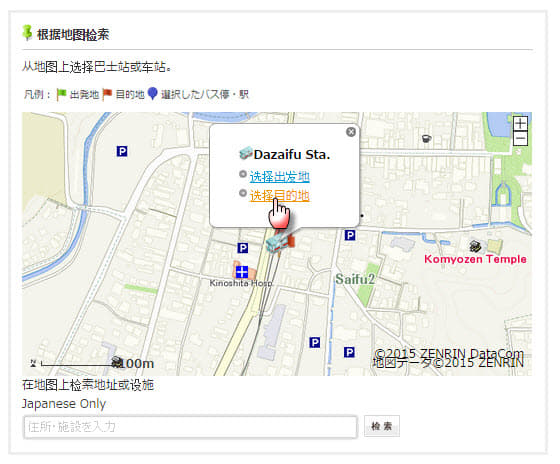 根据地图检索
从地图上选择巴士站或车站。
凡例： 出発地 目的地 選択したバス停・駅
P
Dazaifu Sta.
选择出发地
选择目的地
P
P
P
Komyozen Temple
Kinoshita Hosp.
Saifu2
P
P
P
N
100m
©2015 ZENRIN DataCom
地図データ©2015 ZENRIN
在地图上检索地址或设施
Japanese Only
住所・施設を入力
検 索